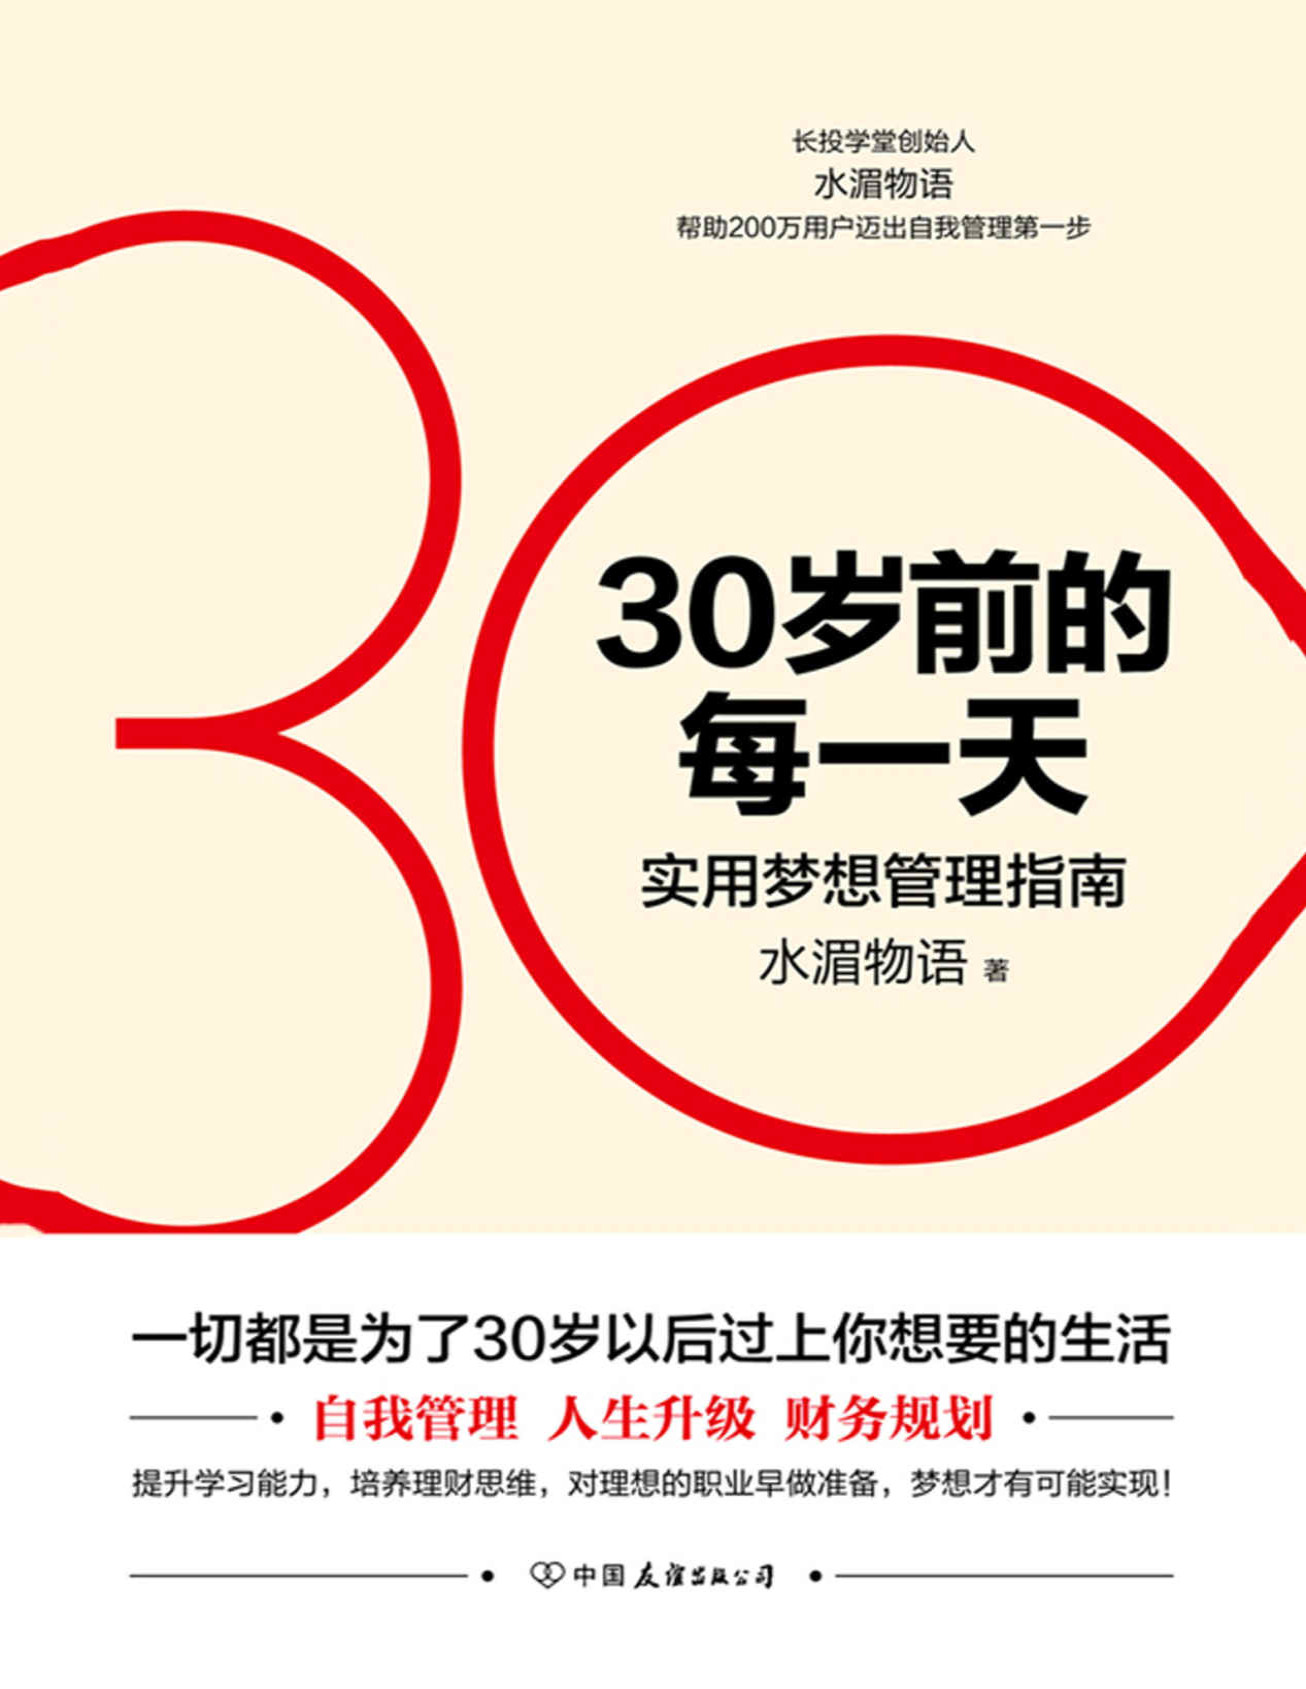 长投学堂创始人
水湄物语
帮助200万用户迈出自我管理第一步
30
30岁前的
每一天
实用梦想管理指南
水湄物语 著
一切都是为了30岁以后过上你想要的生活
自我管理 人生升级 财务规划
提升学习能力，培养理财思维，对理想的职业早做准备，梦想才有可能实现！
中国友谊出版公司